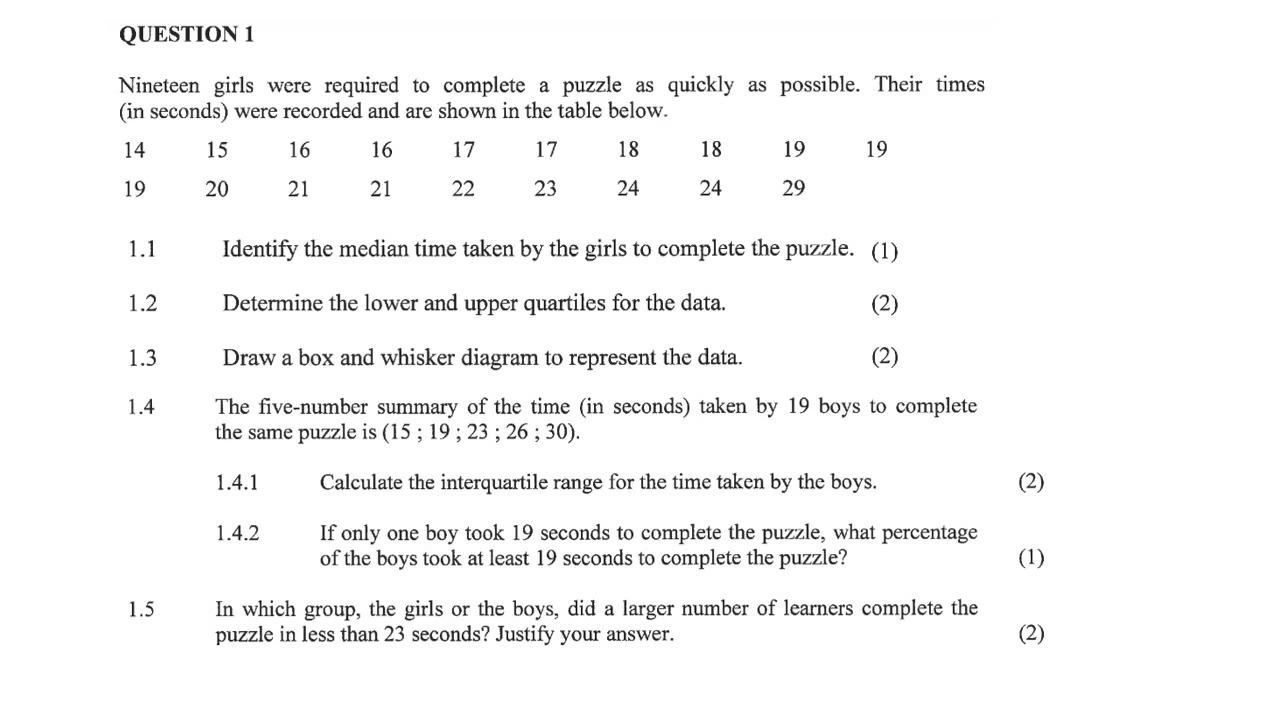 QUESTION 1
Nineteen girls were required to complete a puzzle as quickly as possible. Their times
(in seconds) were recorded and are shown in the table below.
14 15 16 16 17 17 18 18 19 19
19 20 21 21 22 23 24 24 29
1.1 Identify the median time taken by the girls to complete the puzzle. (1)
1.2 Determine the lower and upper quartiles for the data. (2)
1.3 Draw a box and whisker diagram to represent the data. (2)
1.4 The five-number summary of the time (in seconds) taken by 19 boys to complete
the same puzzle is (15 ; 19 ; 23 ; 26 ; 30).
1.4.1 Calculate the interquartile range for the time taken by the boys. (2)
1.4.2 If only one boy took 19 seconds to complete the puzzle, what percentage
of the boys took at least 19 seconds to complete the puzzle? (1)
1.5 In which group, the girls or the boys, did a larger number of learners complete the
puzzle in less than 23 seconds? Justify your answer. (2)